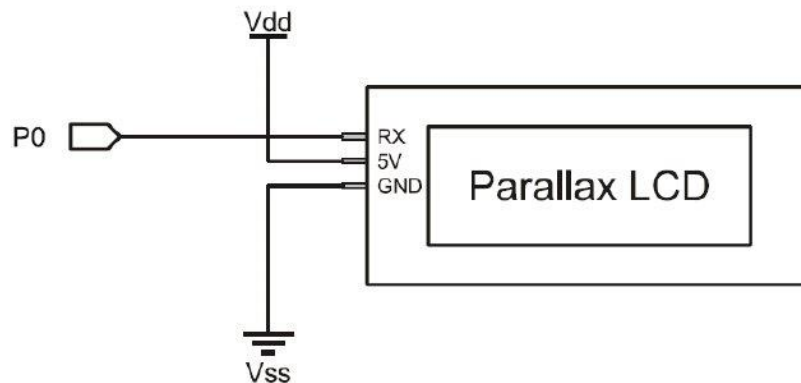 Vdd
P0
RX
5V
GND
Parallax LCD
Vss